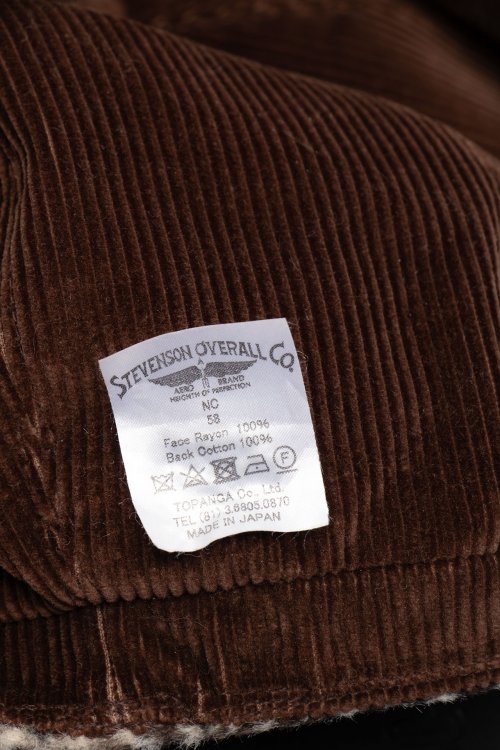 STEVENSON OVERALL CO.
AERO BRAND
HEIGHTH OF PERFECTION
NC
58
Face Rayon 100%
Back Cotton 100%
F
TOPANGA Co., Ltd.
TEL (81) 3.6805.0870
MADE IN JAPAN